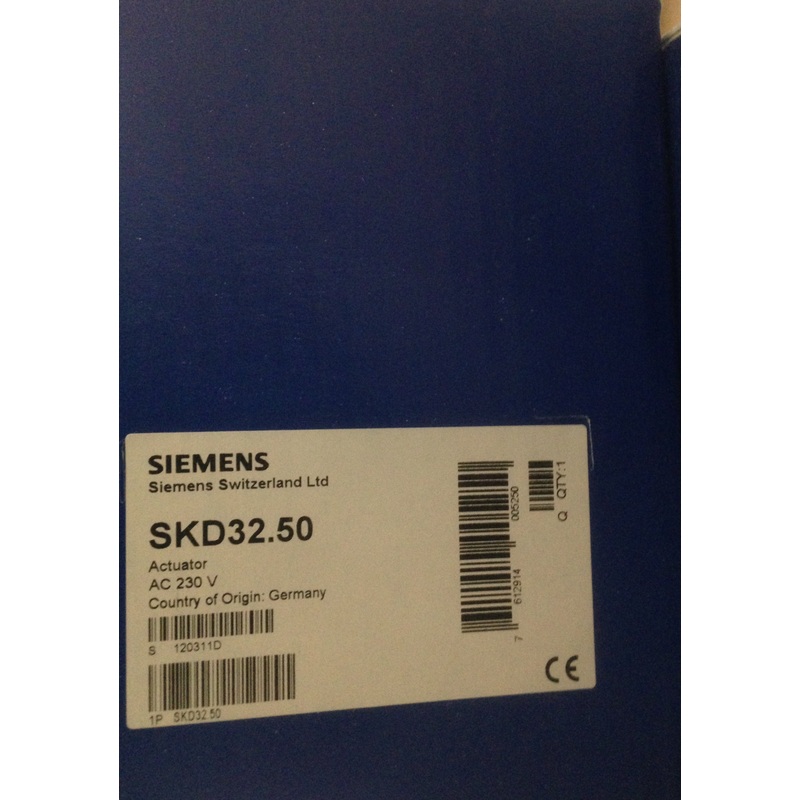 SIEMENS
Siemens Switzerland Ltd
SKD32.50
Actuator
AC 230 V
Country of Origin: Germany
S 120311D
1P SKD32.50
7 612914 005250
Q QTY:1
CE